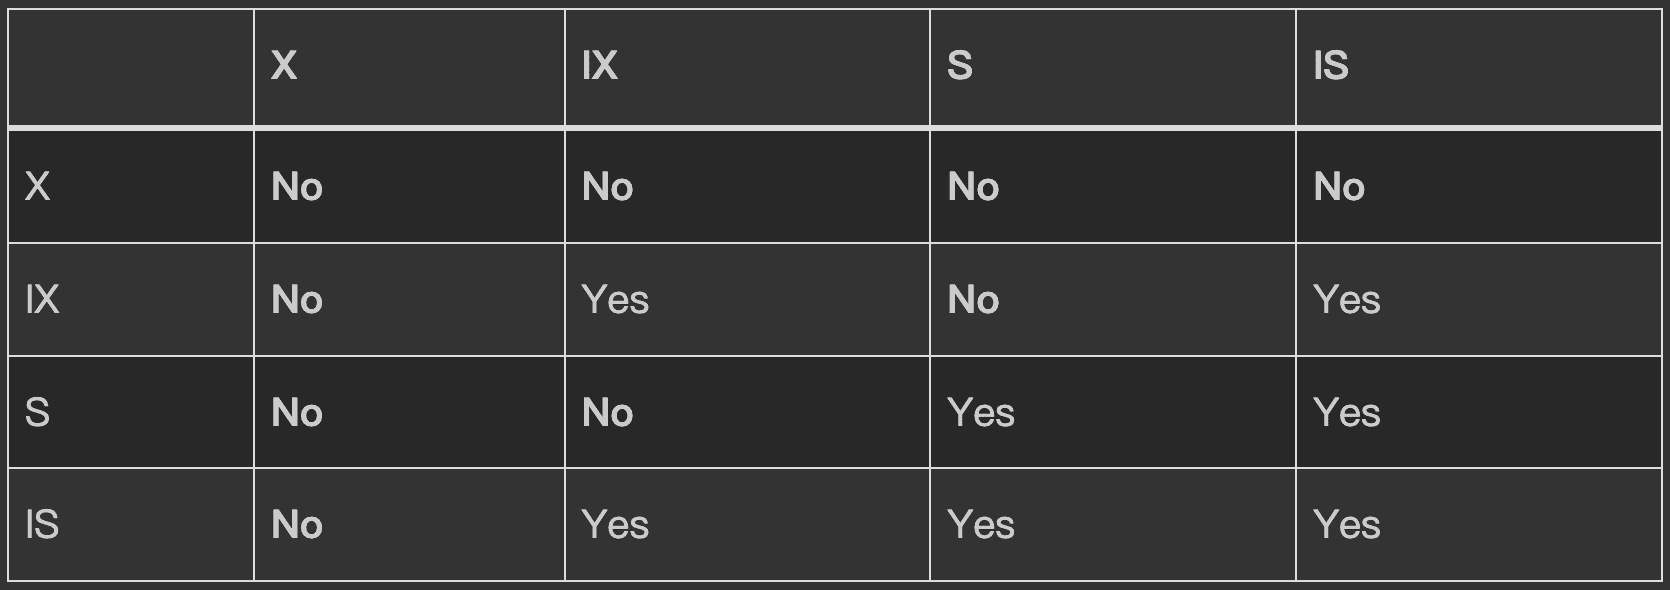 X IX S IS
X No No No No
IX No Yes No Yes
S No No Yes Yes
IS No Yes Yes Yes